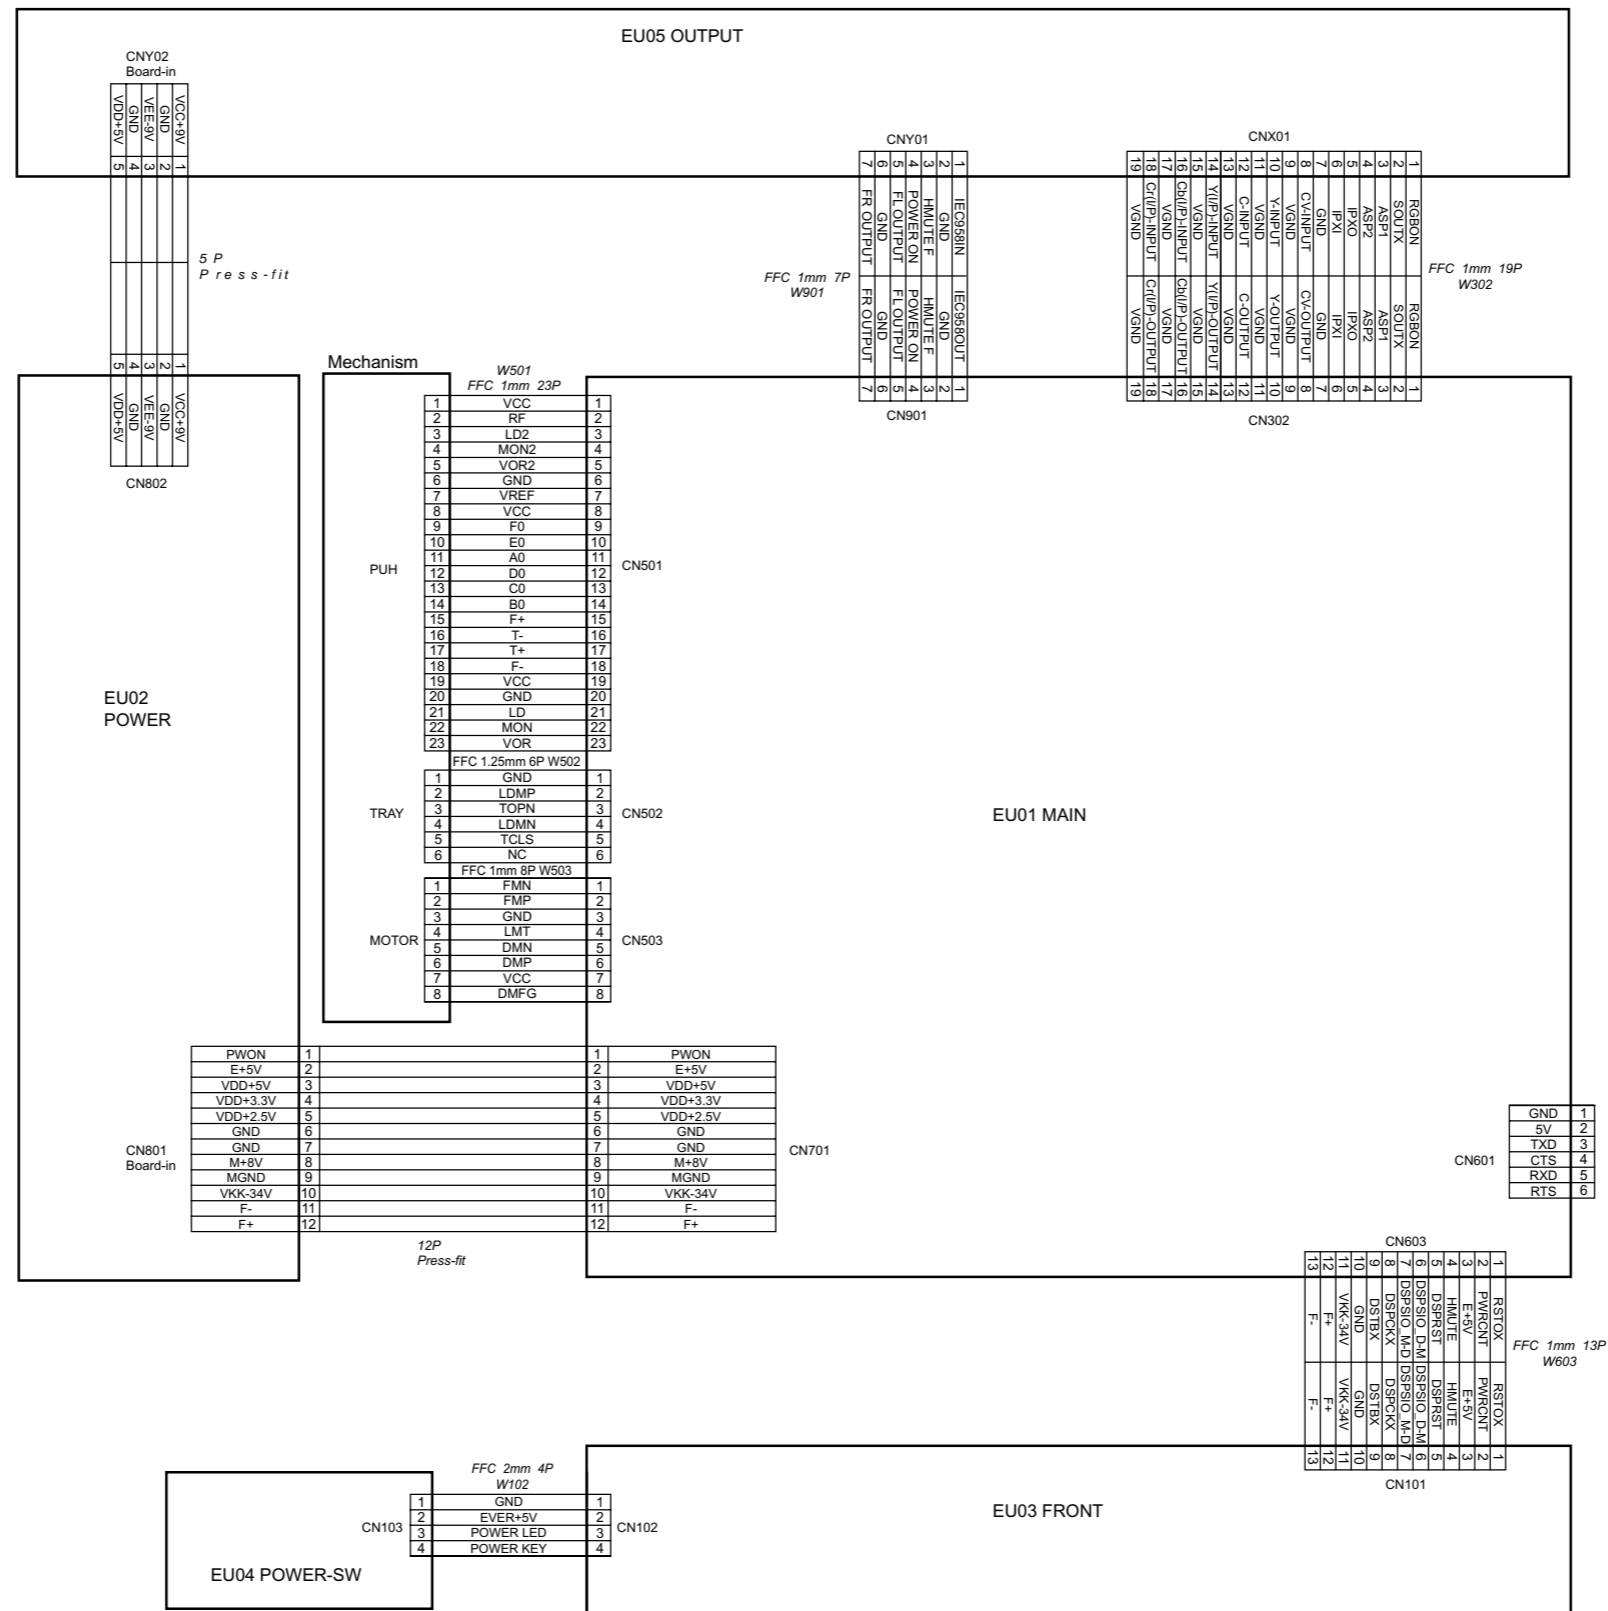 EU05 OUTPUT
CNY02
Board-in
VDD+5V GND VEE-9V GND VCC+9V
5 4 3 2 1
5 P
Press-fit
5 4 3 2 1
VDD+5V GND VEE-9V GND VCC+9V
CN802
CNY01
7 6 5 4 3 2 1
FR OUTPUT GND FL OUTPUT POWER ON HMUTE F GND IEC958IN
FFC 1mm 7P
W901
FR OUTPUT GND FL OUTPUT POWER ON HMUTE F GND IEC958OUT
7 6 5 4 3 2 1
CN901
CNX01
19 18 17 16 15 14 13 12 11 10 9 8 7 6 5 4 3 2 1
VGND Cr(I/P)-INPUT VGND Cb(I/P)-INPUT VGND Y(I/P)-INPUT VGND C-INPUT VGND Y-INPUT VGND CV-INPUT GND IPXI IPXO ASP2 ASP1 SOUTX RGBON
FFC 1mm 19P
W302
VGND Cr(I/P)-OUTPUT VGND Cb(I/P)-OUTPUT VGND Y(I/P)-OUTPUT VGND C-OUTPUT VGND Y-OUTPUT VGND CV-OUTPUT GND IPXI IPXO ASP2 ASP1 SOUTX RGBON
19 18 17 16 15 14 13 12 11 10 9 8 7 6 5 4 3 2 1
CN302
EU02
POWER
Mechanism
W501
FFC 1mm 23P
1 VCC 1
2 RF 2
3 LD2 3
4 MON2 4
5 VOR2 5
6 GND 6
7 VREF 7
8 VCC 8
9 F0 9
10 E0 10
11 A0 11
12 D0 12
13 C0 13
14 B0 14
15 F+ 15
16 T- 16
17 T+ 17
18 F- 18
19 VCC 19
20 GND 20
21 LD 21
22 MON 22
23 VOR 23
PUH
CN501
FFC 1.25mm 6P W502
1 GND 1
2 LDMP 2
3 TOPN 3
4 LDMN 4
5 TCLS 5
6 NC 6
TRAY
CN502
FFC 1mm 8P W503
1 FMN 1
2 FMP 2
3 GND 3
4 LMT 4
5 DMN 5
6 DMP 6
7 VCC 7
8 DMFG 8
MOTOR
CN503
EU01 MAIN
PWON 1 1 PWON
E+5V 2 2 E+5V
VDD+5V 3 3 VDD+5V
VDD+3.3V 4 4 VDD+3.3V
VDD+2.5V 5 5 VDD+2.5V
GND 6 6 GND
GND 7 7 GND
M+8V 8 8 M+8V
MGND 9 9 MGND
VKK-34V 10 10 VKK-34V
F- 11 11 F-
F+ 12 12 F+
CN801
Board-in
CN701
12P
Press-fit
GND 1
5V 2
TXD 3
CTS 4
RXD 5
RTS 6
CN601
CN603
13 12 11 10 9 8 7 6 5 4 3 2 1
F- F+ VKK-34V GND DSTBX DSPCKX DSPSIO_M-D DSPSIO_D-M DSPRST HMUTE E+5V PWRCNT RSTOX
FFC 1mm 13P
W603
F- F+ VKK-34V GND DSTBX DSPCKX DSPSIO_M-D DSPSIO_D-M DSPRST HMUTE E+5V PWRCNT RSTOX
13 12 11 10 9 8 7 6 5 4 3 2 1
CN101
FFC 2mm 4P
W102
1 GND 1
2 EVER+5V 2
3 POWER LED 3
4 POWER KEY 4
CN103
CN102
EU04 POWER-SW
EU03 FRONT